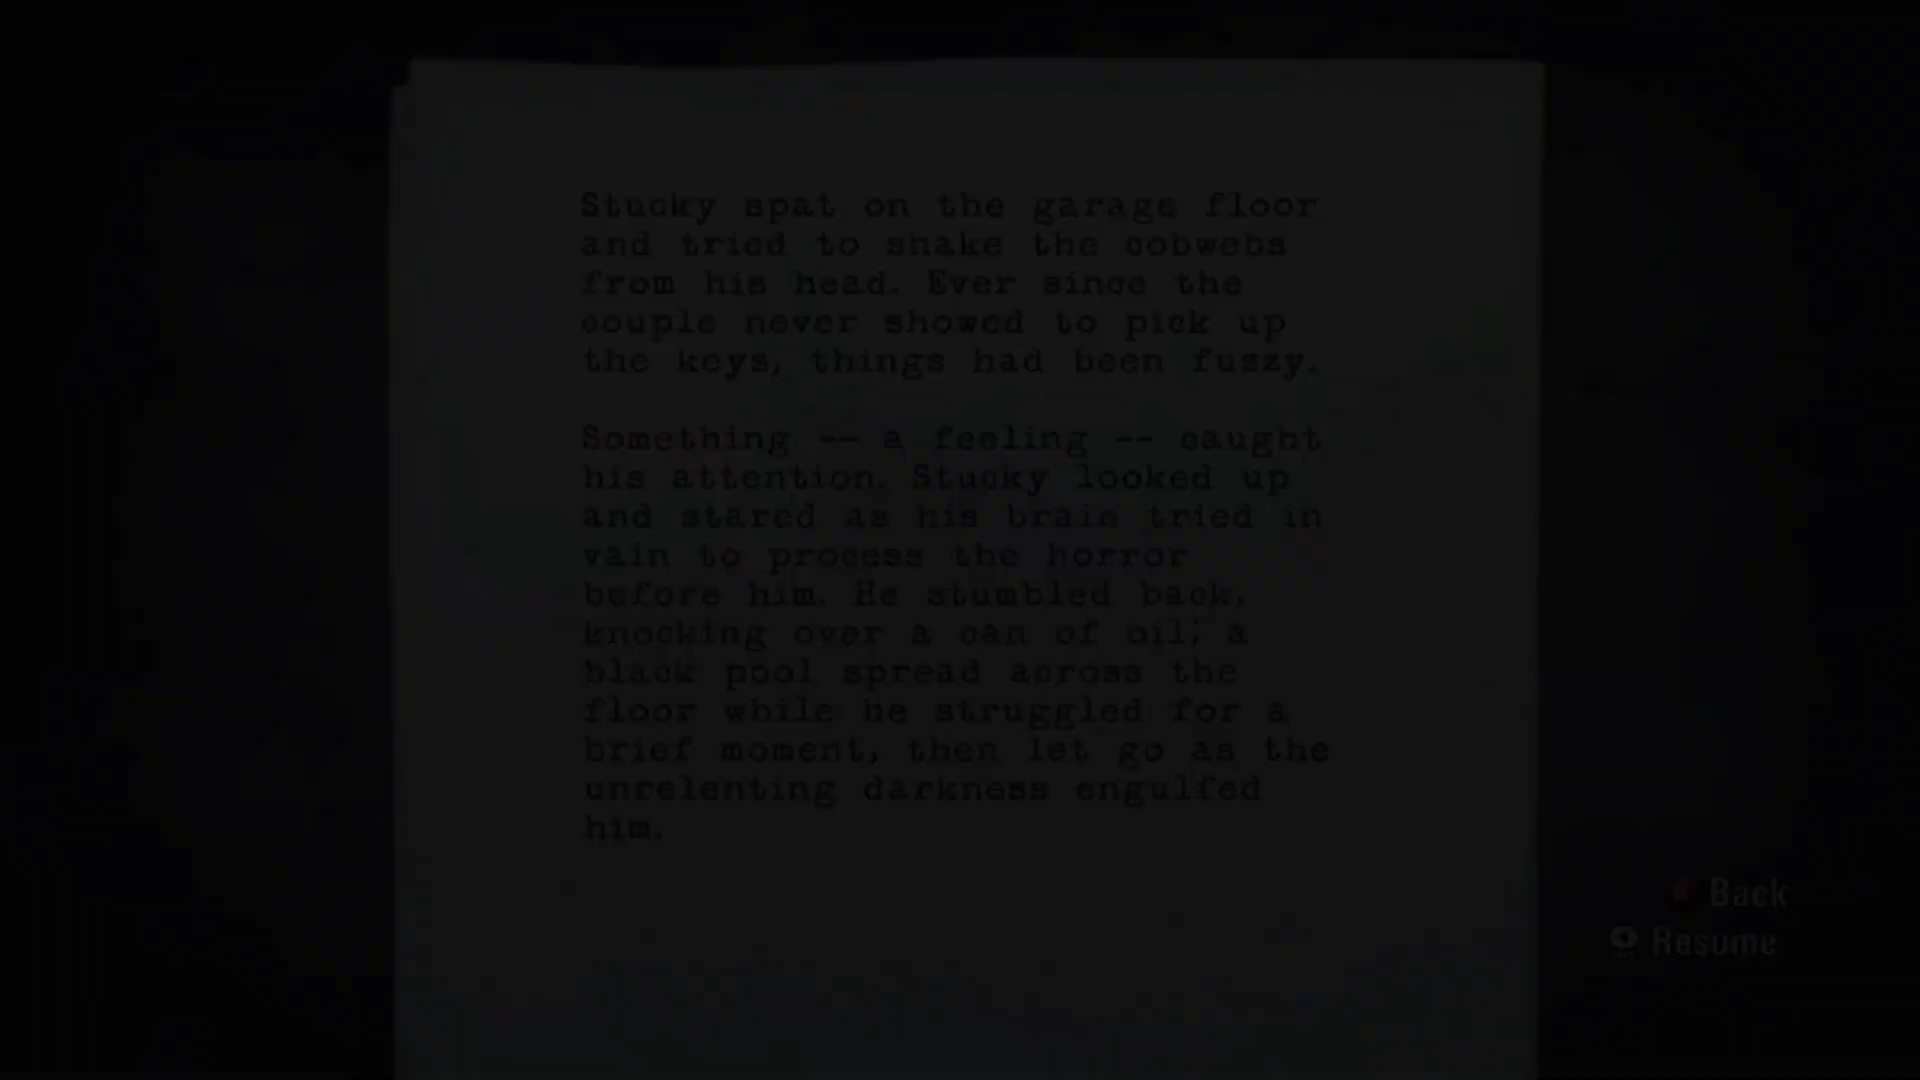 Stucky spat on the garage floor
and tried to shake the cobwebs
from his head. Ever since the
couple never showed to pick up
the keys, things had been fuzzy.
Something -- a feeling -- caught
his attention. Stucky looked up
and stared as his brain tried in
vain to process the horror
before him. He stumbled back,
knocking over a can of oil; a
black pool spread across the
floor while he struggled for a
brief moment, then let go as the
unrelenting darkness engulfed
him.
Back
Resume